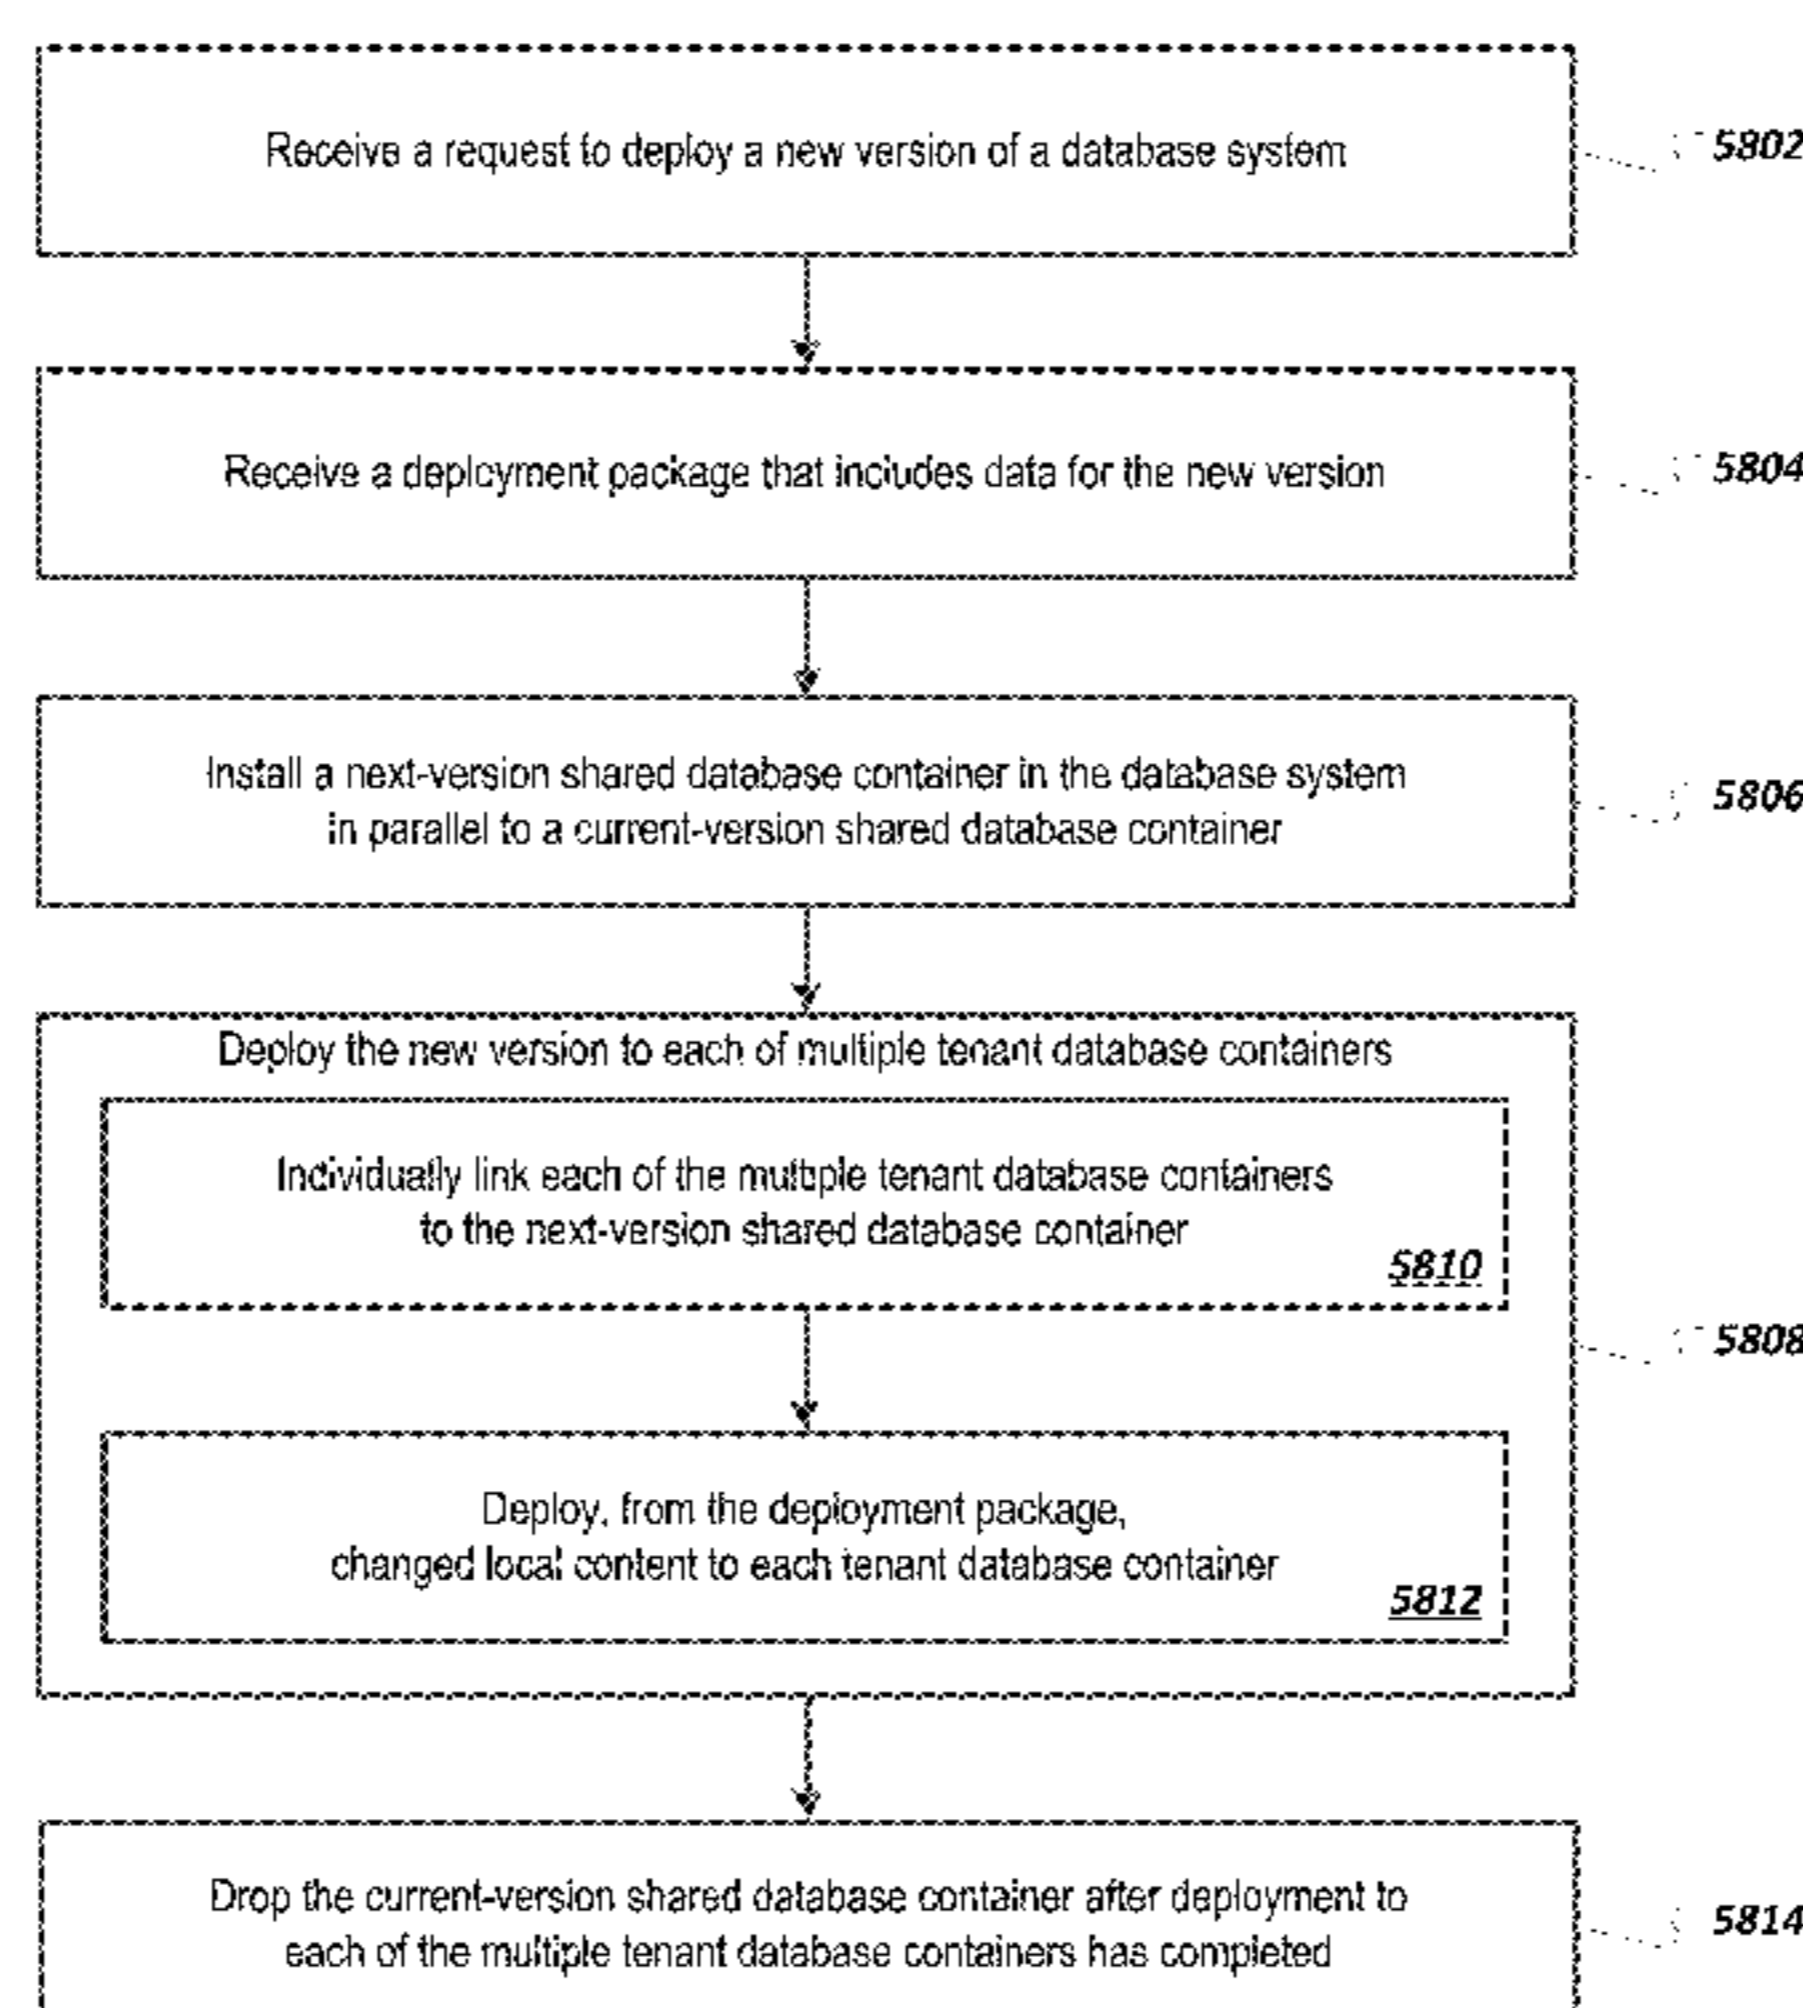 Receive a request to deploy a new version of a database system
5802
Receive a deployment package that includes data for the new version
5804
Install a next-version shared database container in the database system
in parallel to a current-version shared database container
5806
Deploy the new version to each of multiple tenant database containers
Individually link each of the multiple tenant database containers
to the next-version shared database container
5810
5808
Deploy, from the deployment package,
changed local content to each tenant database container
5812
Drop the current-version shared database container after deployment to
each of the multiple tenant database containers has completed
5814